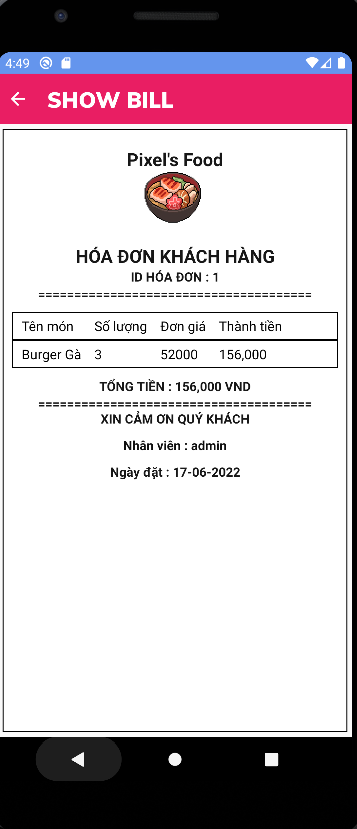 4:49
SHOW BILL
Pixel's Food
HÓA ĐƠN KHÁCH HÀNG
ID HÓA ĐƠN : 1
======================================
Tên món Số lượng Đơn giá Thành tiền
Burger Gà 3 52000 156,000
TỔNG TIỀN : 156,000 VND
======================================
XIN CẢM ƠN QUÝ KHÁCH
Nhân viên : admin
Ngày đặt : 17-06-2022